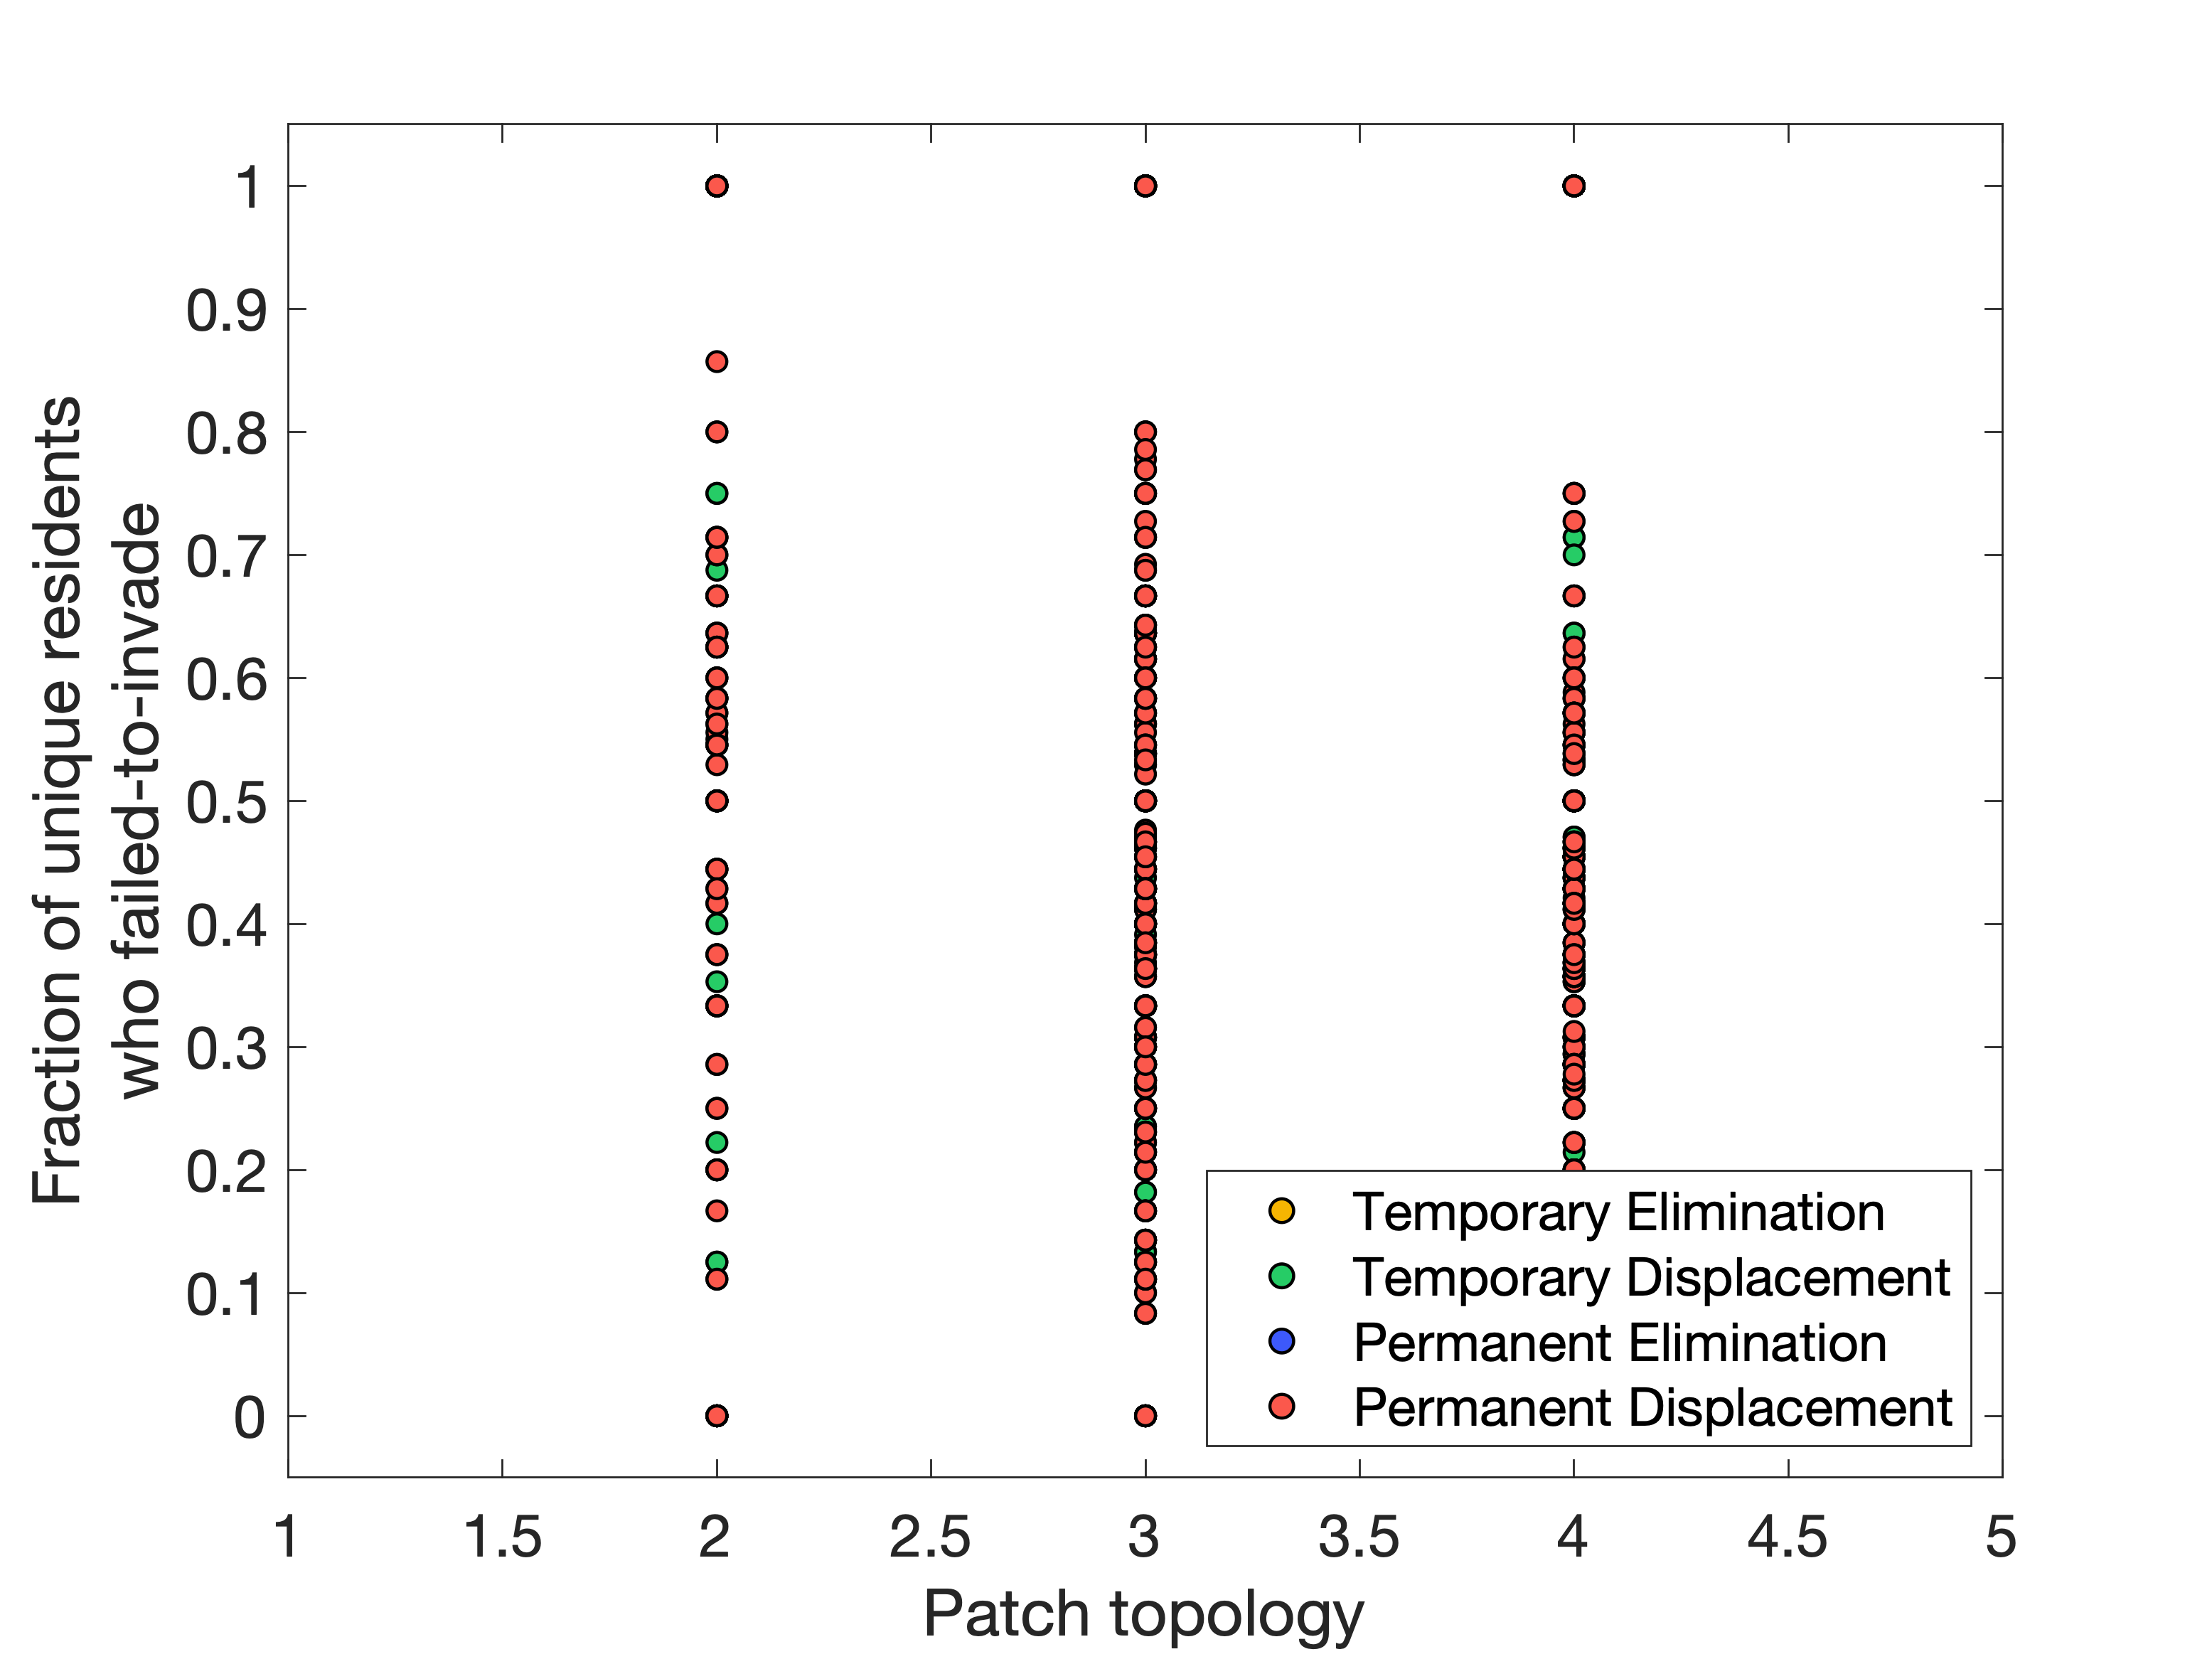 Fraction of unique residents
who failed-to-invade
1
0.9
0.8
0.7
0.6
0.5
0.4
0.3
0.2
0.1
0
Temporary Elimination
Temporary Displacement
Permanent Elimination
Permanent Displacement
1 1.5 2 2.5 3 3.5 4 4.5 5
Patch topology